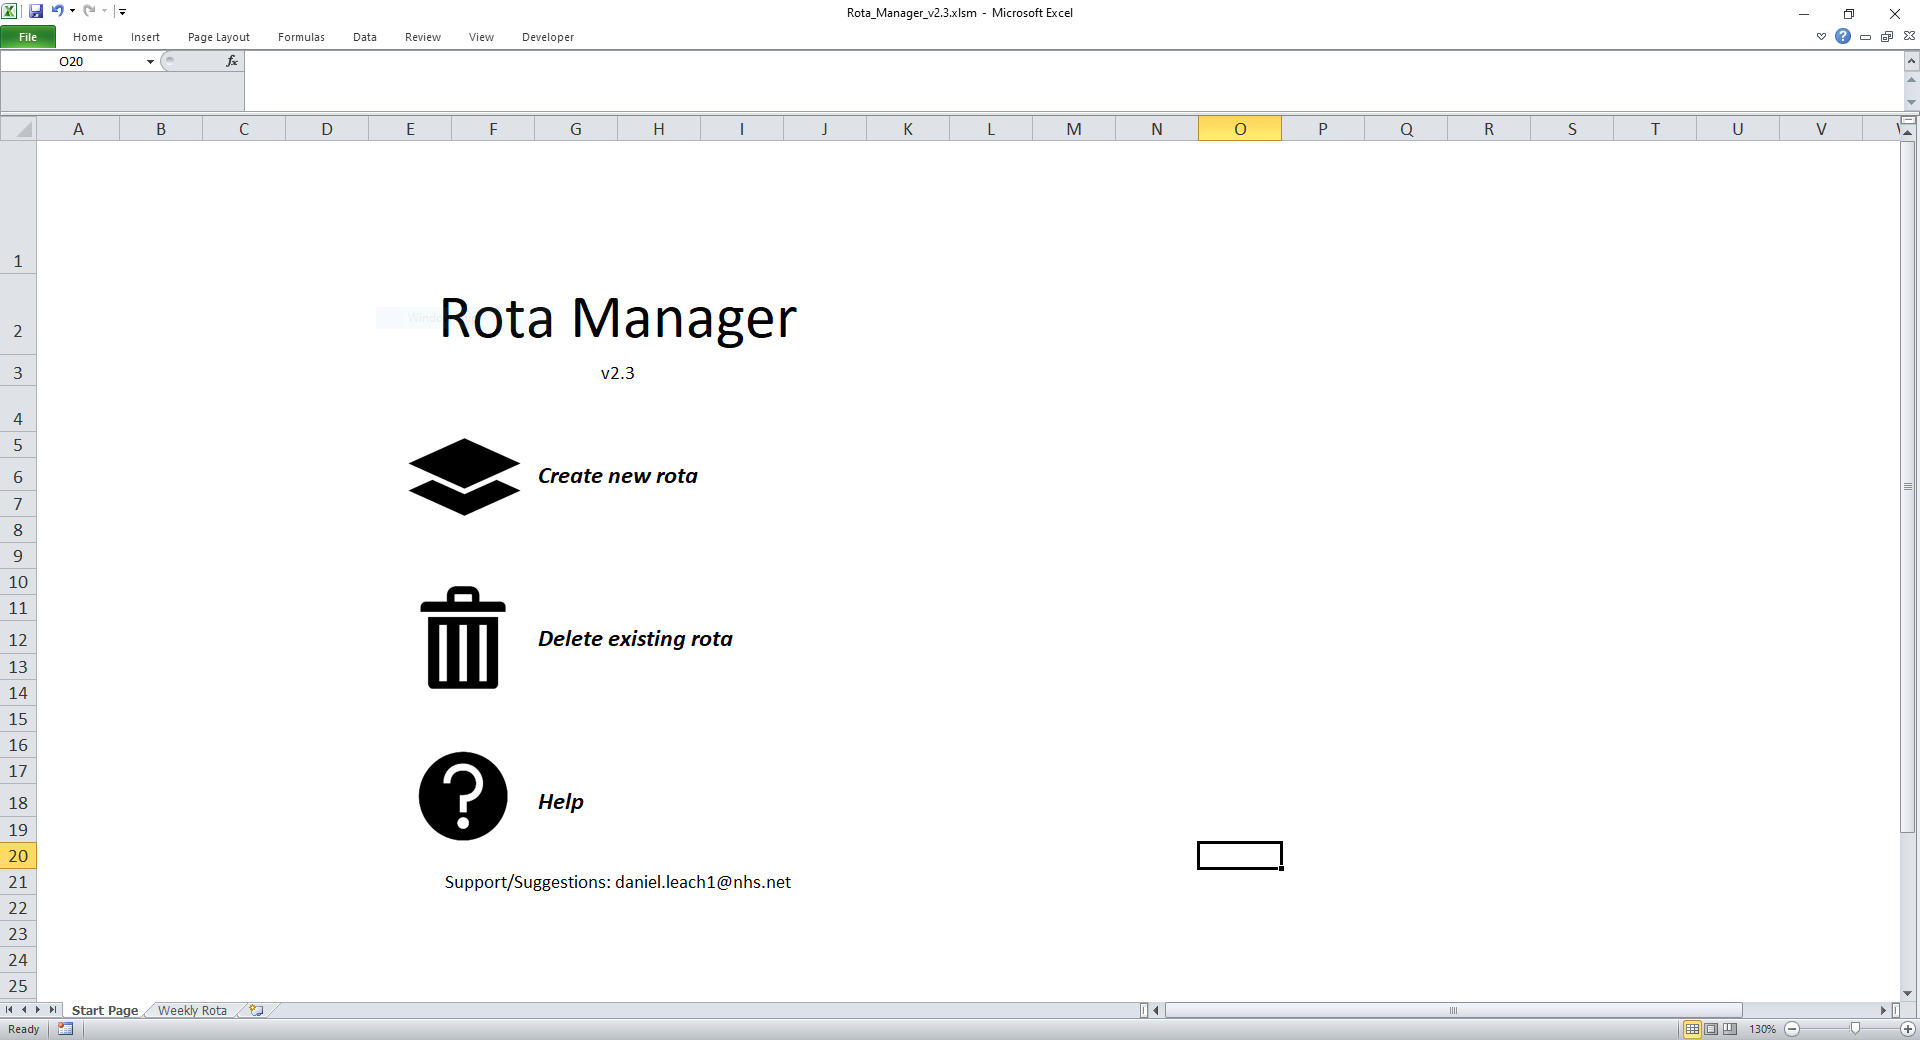 Rota_Manager_v2.3.xlsm - Microsoft Excel
File Home Insert Page Layout Formulas Data Review View Developer
O20 fx
A B C D E F G H I J K L M N O P Q R S T U V
1
2 Rota Manager
3 v2.3
4
5
6 Create new rota
7
8
9
10
11
12 Delete existing rota
13
14
15
16
17
18 Help
19
20
21 Support/Suggestions: daniel.leach1@nhs.net
22
23
24
25
Start Page Weekly Rota
Ready 130%